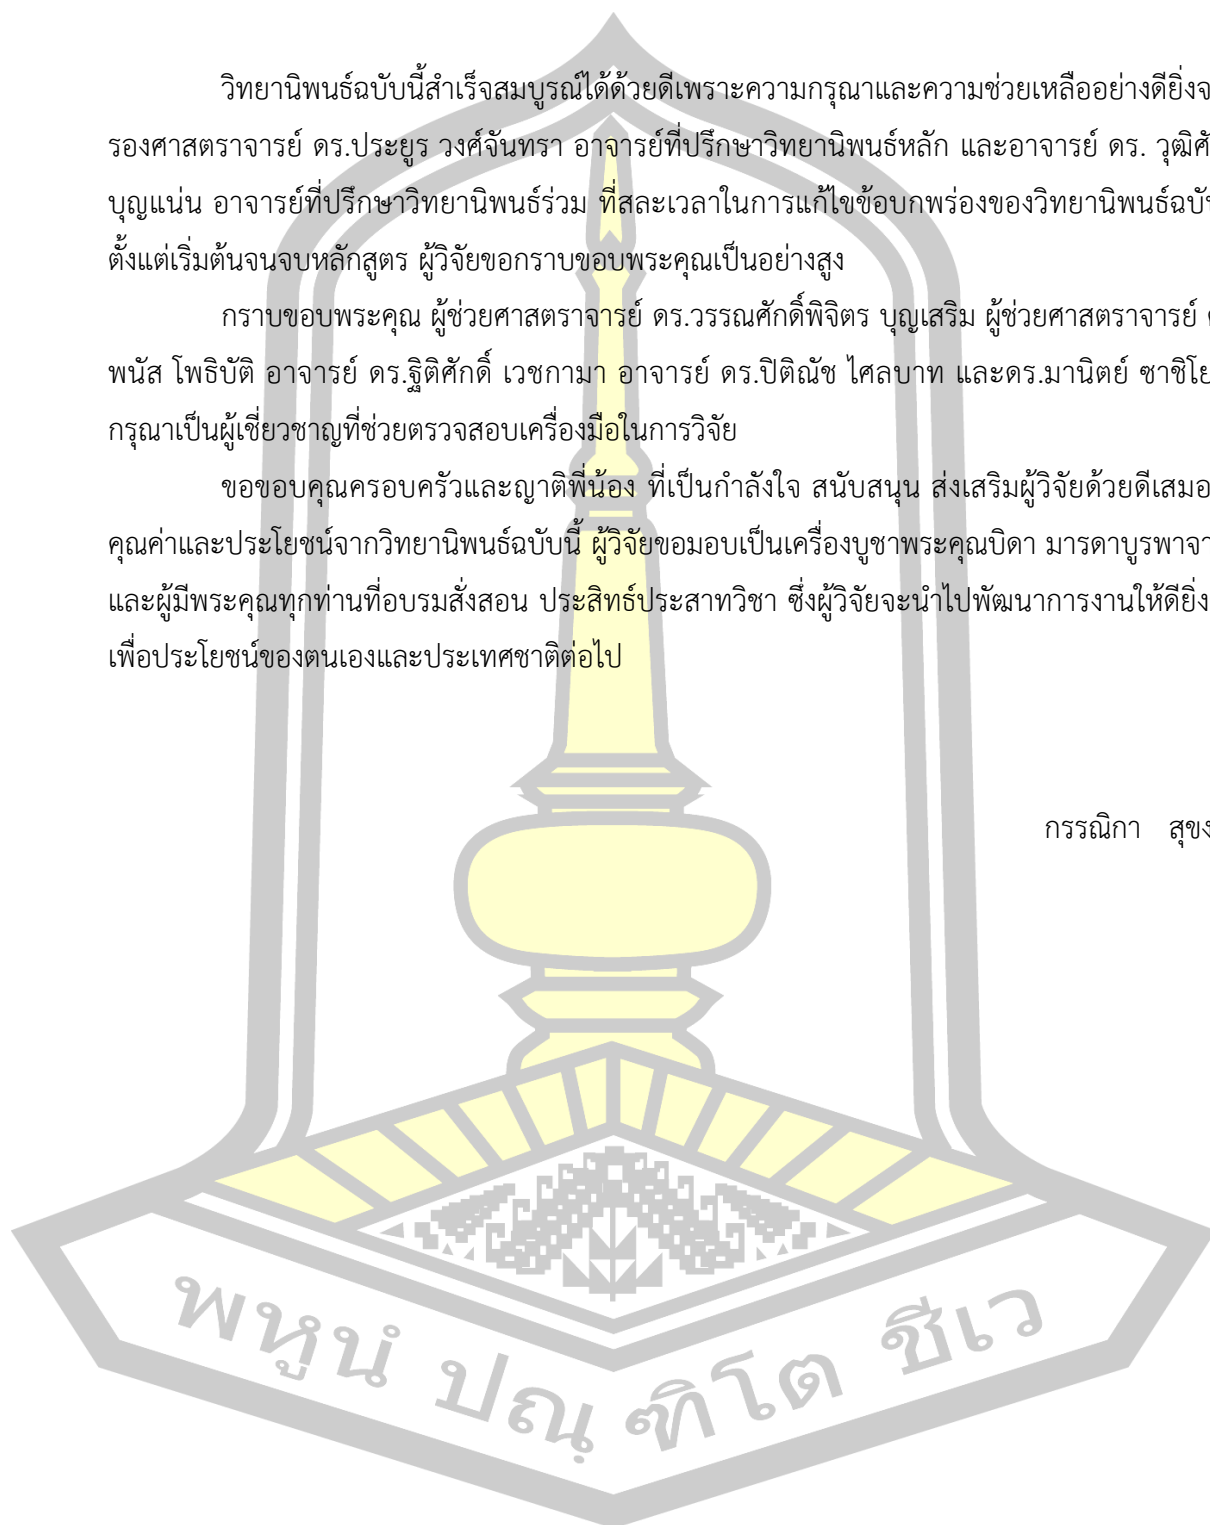 วิทยานิพนธ์ฉบับนี้สำเร็จสมบูรณ์ได้ด้วยดีเพราะความกรุณาและความช่วยเหลืออย่างดียิ่งจ
รองศาสตราจารย์ ดร.ประยูร วงศ์จันทรา อาจารย์ที่ปรึกษาวิทยานิพนธ์หลัก และอาจารย์ ดร. วุฒิศั
บุญแน่น อาจารย์ที่ปรึกษาวิทยานิพนธ์ร่วม ที่สละเวลาในการแก้ไขข้อบกพร่องของวิทยานิพนธ์ฉบับ
ตั้งแต่เริ่มต้นจนจบหลักสูตร ผู้วิจัยขอกราบขอบพระคุณเป็นอย่างสูง
กราบขอบพระคุณ ผู้ช่วยศาสตราจารย์ ดร.วรรณศักดิ์พิจิตร บุญเสริม ผู้ช่วยศาสตราจารย์
พนัส โพธิบัติ อาจารย์ ดร.ฐิติศักดิ์ เวชกามา อาจารย์ ดร.ปิติณัช ไศลบาท และดร.มานิตย์ ซาชิโย
กรุณาเป็นผู้เชี่ยวชาญที่ช่วยตรวจสอบเครื่องมือในการวิจัย
ขอขอบคุณครอบครัวและญาติพี่น้อง ที่เป็นกำลังใจ สนับสนุน ส่งเสริมผู้วิจัยด้วยดีเสมอ
คุณค่าและประโยชน์จากวิทยานิพนธ์ฉบับนี้ ผู้วิจัยขอมอบเป็นเครื่องบูชาพระคุณบิดา มารดาบูรพาจา
และผู้มีพระคุณทุกท่านที่อบรมสั่งสอน ประสิทธ์ประสาทวิชา ซึ่งผู้วิจัยจะนำไปพัฒนาการงานให้ดียิ่ง
เพื่อประโยชน์ของตนเองและประเทศชาติต่อไป
กรรณิกา สุขง
พหูนํ ปณฺฑิโต ชีเว